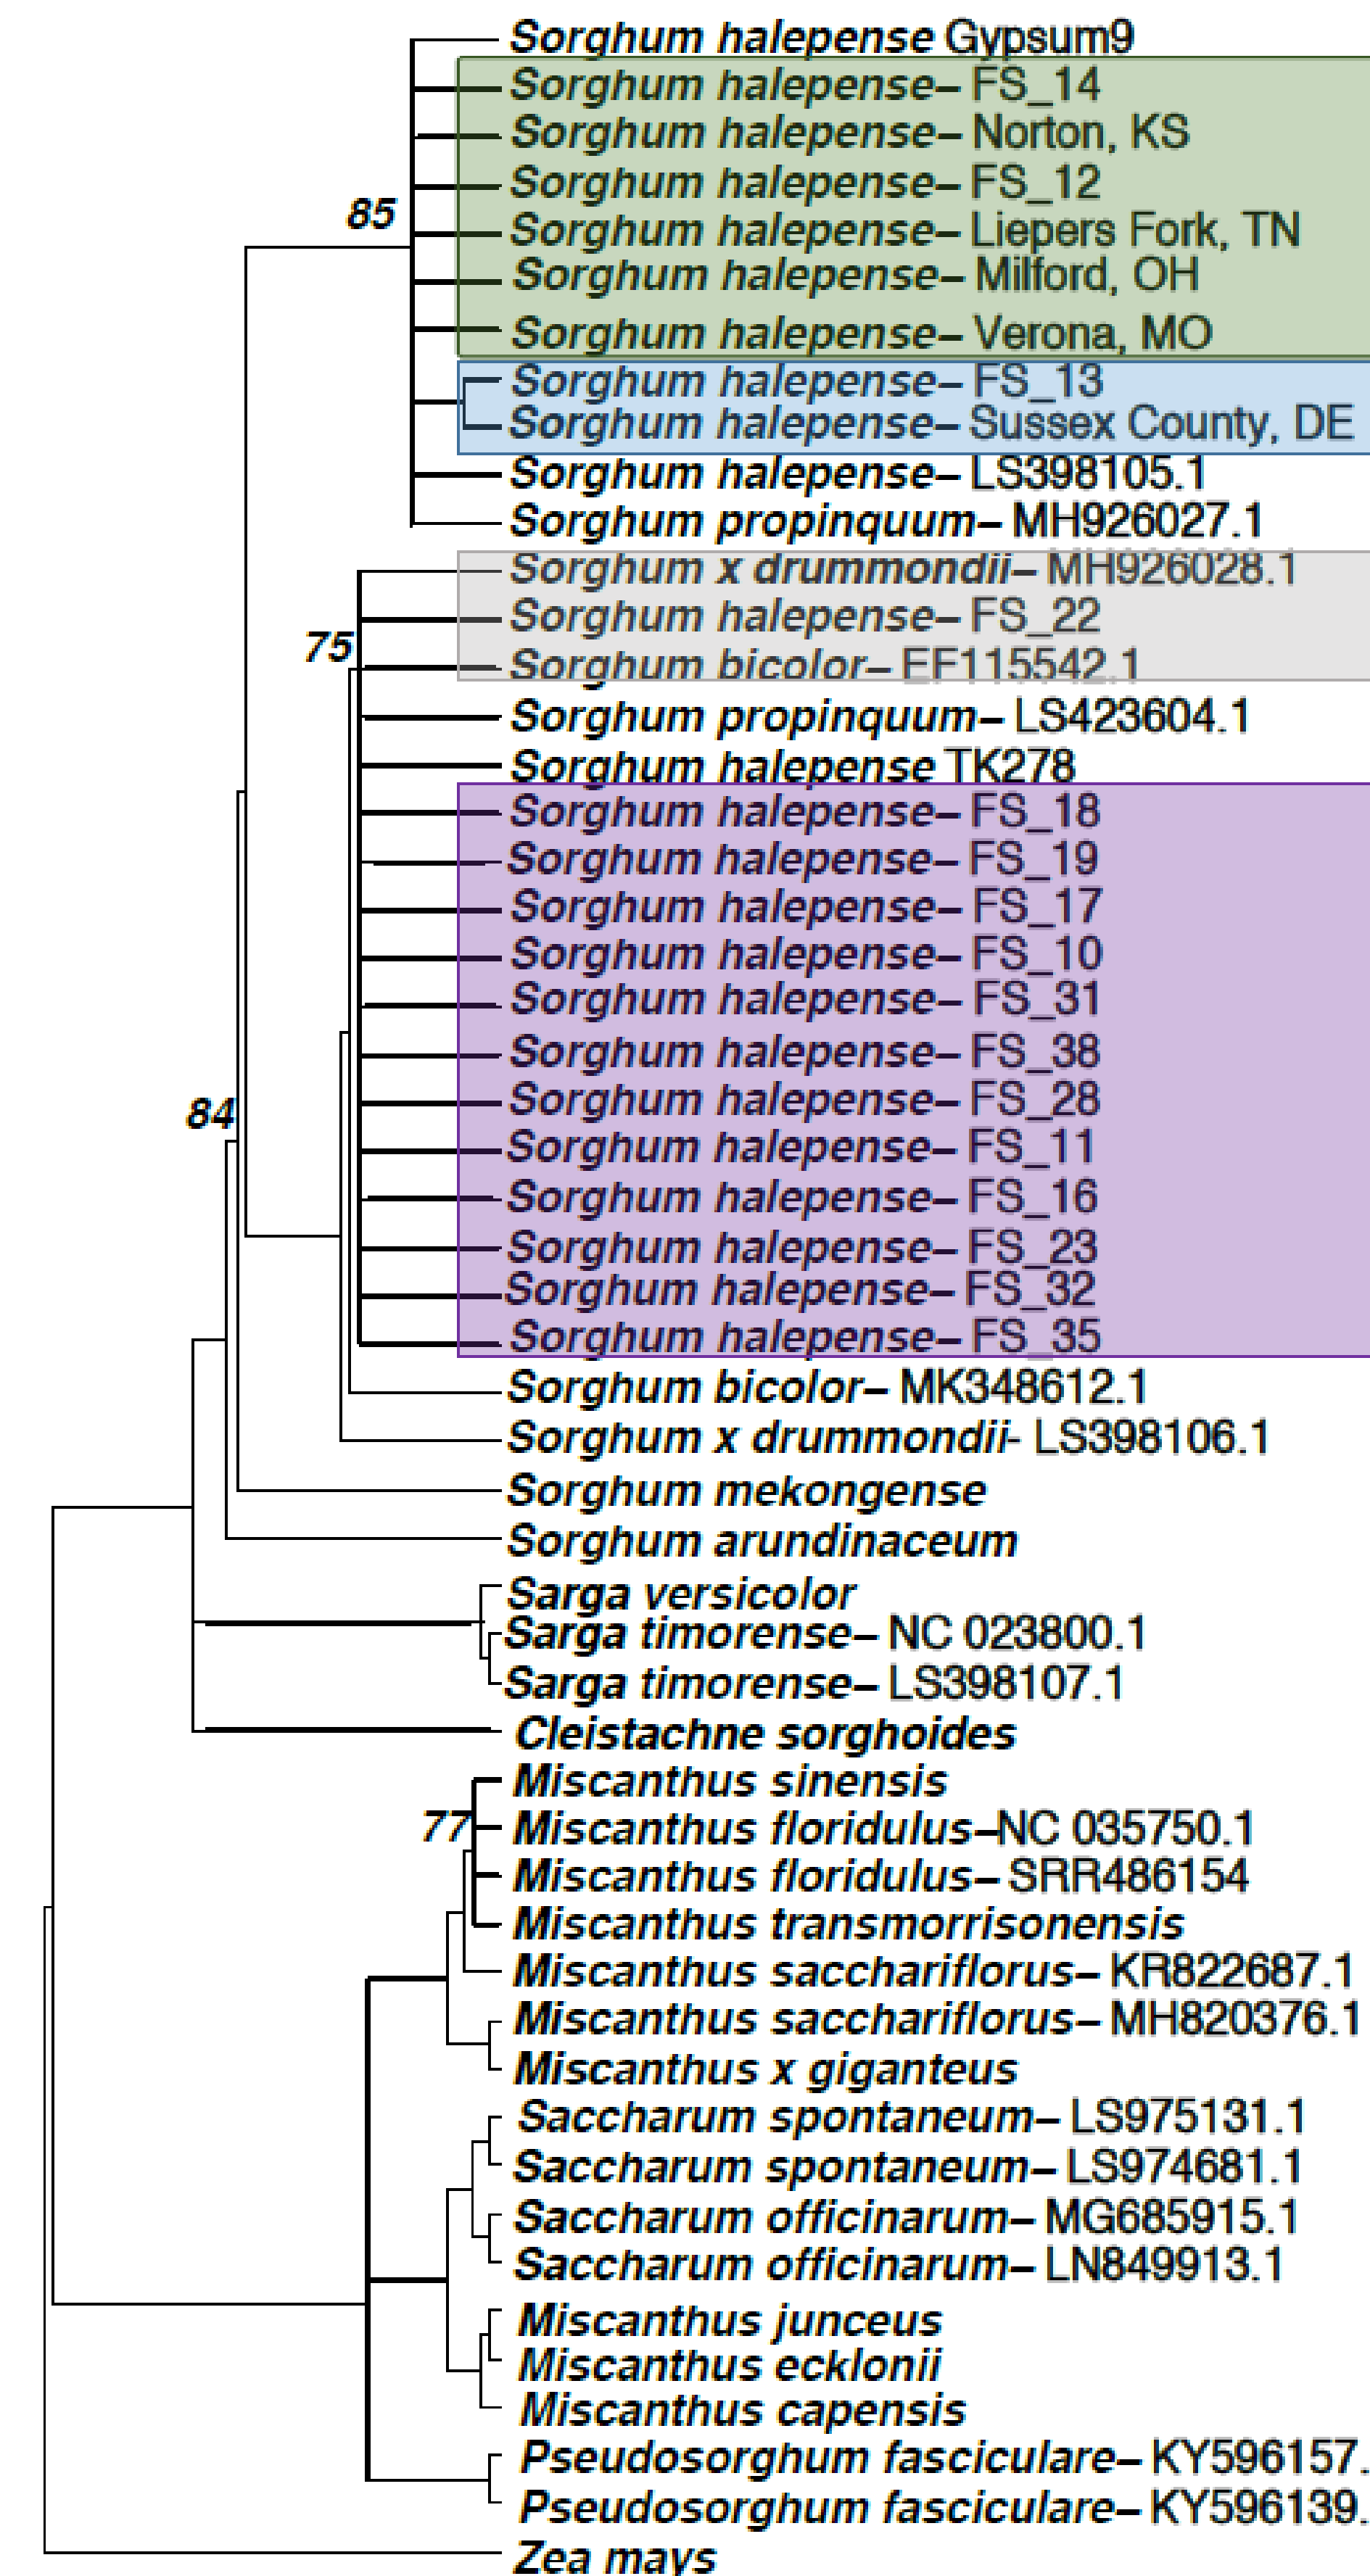 Sorghum halepense Gypsum9
Sorghum halepense– FS_14
Sorghum halepense– Norton, KS
Sorghum halepense– FS_12
85
Sorghum halepense– Liepers Fork, TN
Sorghum halepense– Milford, OH
Sorghum halepense– Verona, MO
Sorghum halepense– FS_13
Sorghum halepense– Sussex County, DE
Sorghum halepense– LS398105.1
Sorghum propinquum– MH926027.1
Sorghum x drummondii– MH926028.1
Sorghum halepense– FS_22
75
Sorghum bicolor– EF115542.1
Sorghum propinquum– LS423604.1
Sorghum halepense TK278
Sorghum halepense– FS_18
Sorghum halepense– FS_19
Sorghum halepense– FS_17
Sorghum halepense– FS_10
Sorghum halepense– FS_31
Sorghum halepense– FS_38
Sorghum halepense– FS_28
84
Sorghum halepense– FS_11
Sorghum halepense– FS_16
Sorghum halepense– FS_23
Sorghum halepense– FS_32
Sorghum halepense– FS_35
Sorghum bicolor– MK348612.1
Sorghum x drummondii- LS398106.1
Sorghum mekongense
Sorghum arundinaceum
Sarga versicolor
Sarga timorense– NC 023800.1
Sarga timorense– LS398107.1
Cleistachne sorghoides
Miscanthus sinensis
77
Miscanthus floridulus–NC 035750.1
Miscanthus floridulus– SRR486154
Miscanthus transmorrisonensis
Miscanthus sacchariflorus– KR822687.1
Miscanthus sacchariflorus– MH820376.1
Miscanthus x giganteus
Saccharum spontaneum– LS975131.1
Saccharum spontaneum– LS974681.1
Saccharum officinarum– MG685915.1
Saccharum officinarum– LN849913.1
Miscanthus junceus
Miscanthus ecklonii
Miscanthus capensis
Pseudosorghum fasciculare– KY596157.
Pseudosorghum fasciculare– KY596139.
Zea mays